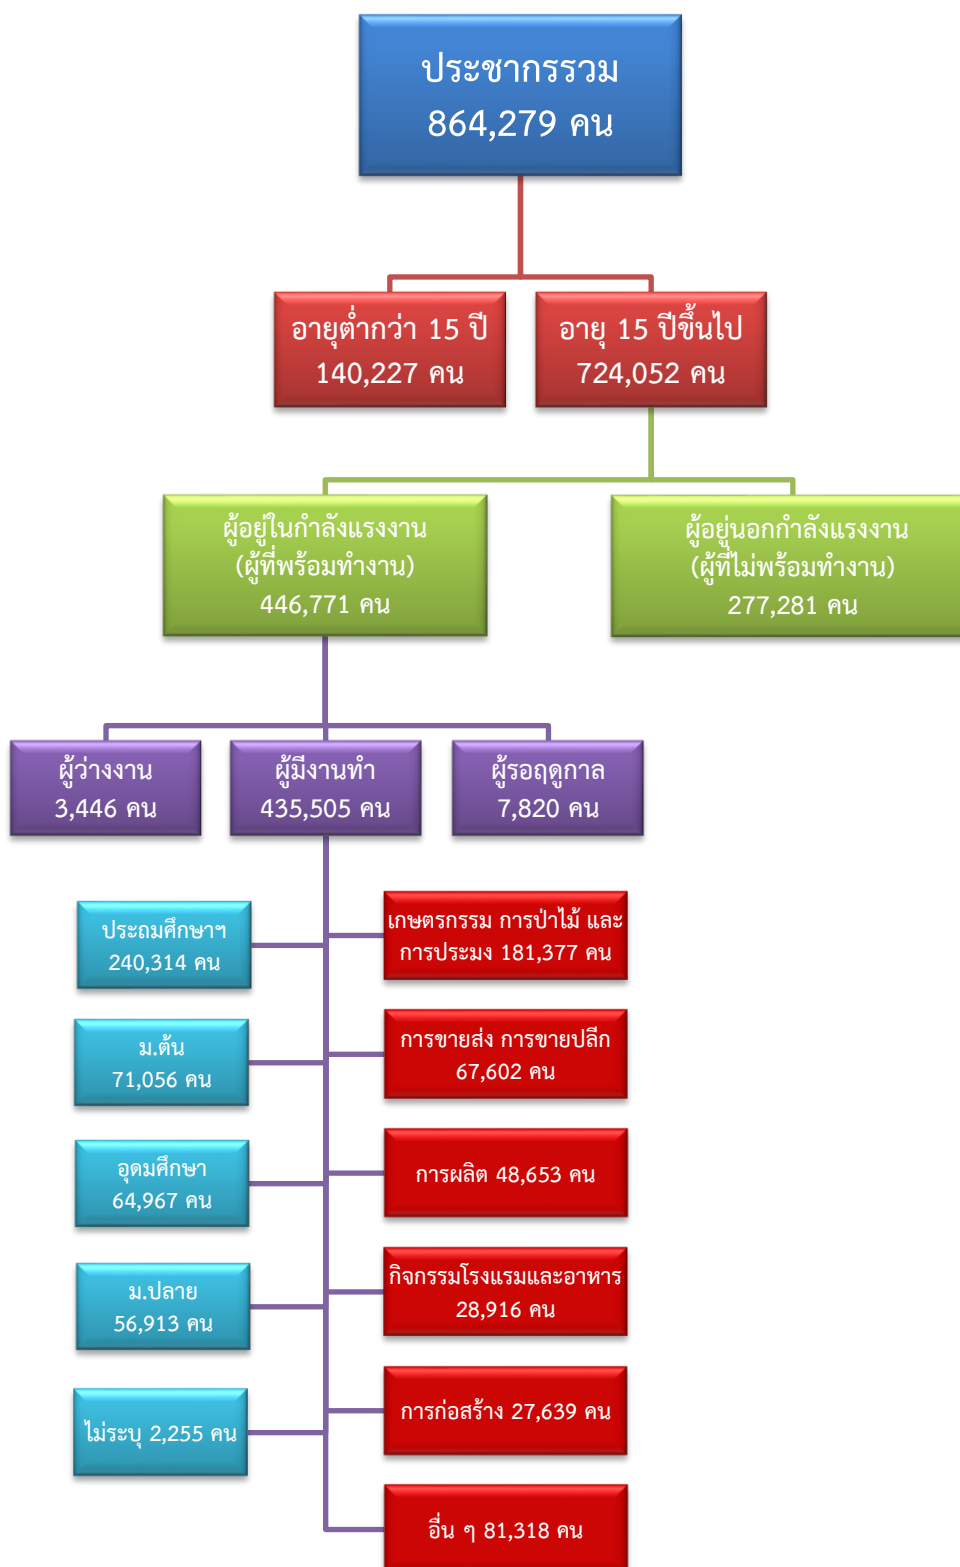 ประชากรรวม
864,279 คน
อายุต่ำกว่า 15 ปี
140,227 คน
อายุ 15 ปีขึ้นไป
724,052 คน
ผู้อยู่ในกำลังแรงงาน
(ผู้ที่พร้อมทำงาน)
446,771 คน
ผู้อยู่นอกกำลังแรงงาน
(ผู้ที่ไม่พร้อมทำงาน)
277,281 คน
ผู้ว่างงาน
3,446 คน
ผู้มีงานทำ
435,505 คน
ผู้รอฤดูกาล
7,820 คน
ประถมศึกษาฯ
240,314 คน
ม.ต้น
71,056 คน
อุดมศึกษา
64,967 คน
ม.ปลาย
56,913 คน
ไม่ระบุ 2,255 คน
เกษตรกรรม การป่าไม้ และ
การประมง 181,377 คน
การขายส่ง การขายปลีก
67,602 คน
การผลิต 48,653 คน
กิจกรรมโรงแรมและอาหาร
28,916 คน
การก่อสร้าง 27,639 คน
อื่น ๆ 81,318 คน